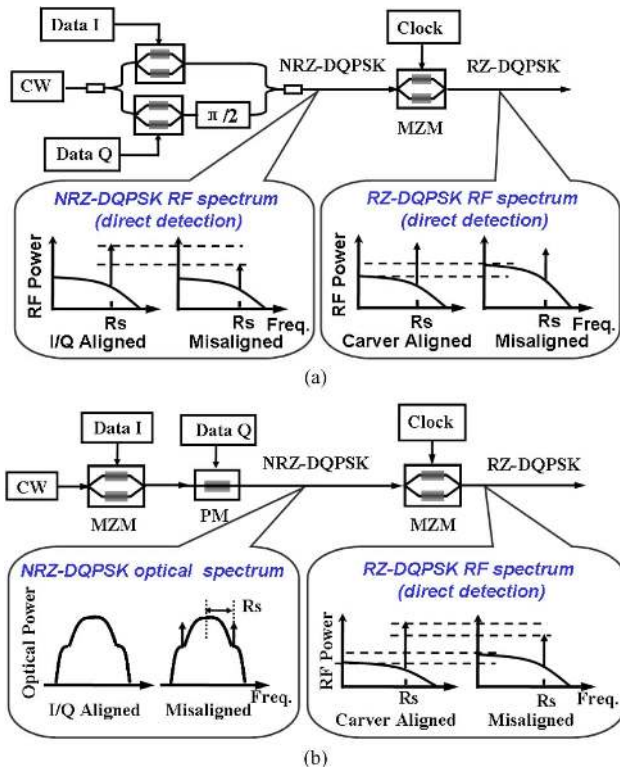 Data I
Clock
NRZ-DQPSK
RZ-DQPSK
CW
π/2
MZM
Data Q
NRZ-DQPSK RF spectrum
(direct detection)
RF Power
Rs
Rs
Freq.
I/Q Aligned
Misaligned
RZ-DQPSK RF spectrum
(direct detection)
RF Power
Rs
Rs
Freq.
Carver Aligned
Misaligned
(a)
Data I
Data Q
Clock
NRZ-DQPSK
RZ-DQPSK
CW
MZM
PM
MZM
NRZ-DQPSK optical spectrum
Optical Power
Rs
Freq.
I/Q Aligned
Misaligned
RZ-DQPSK RF spectrum
(direct detection)
RF Power
Rs
Rs
Freq.
Carver Aligned
Misaligned
(b)